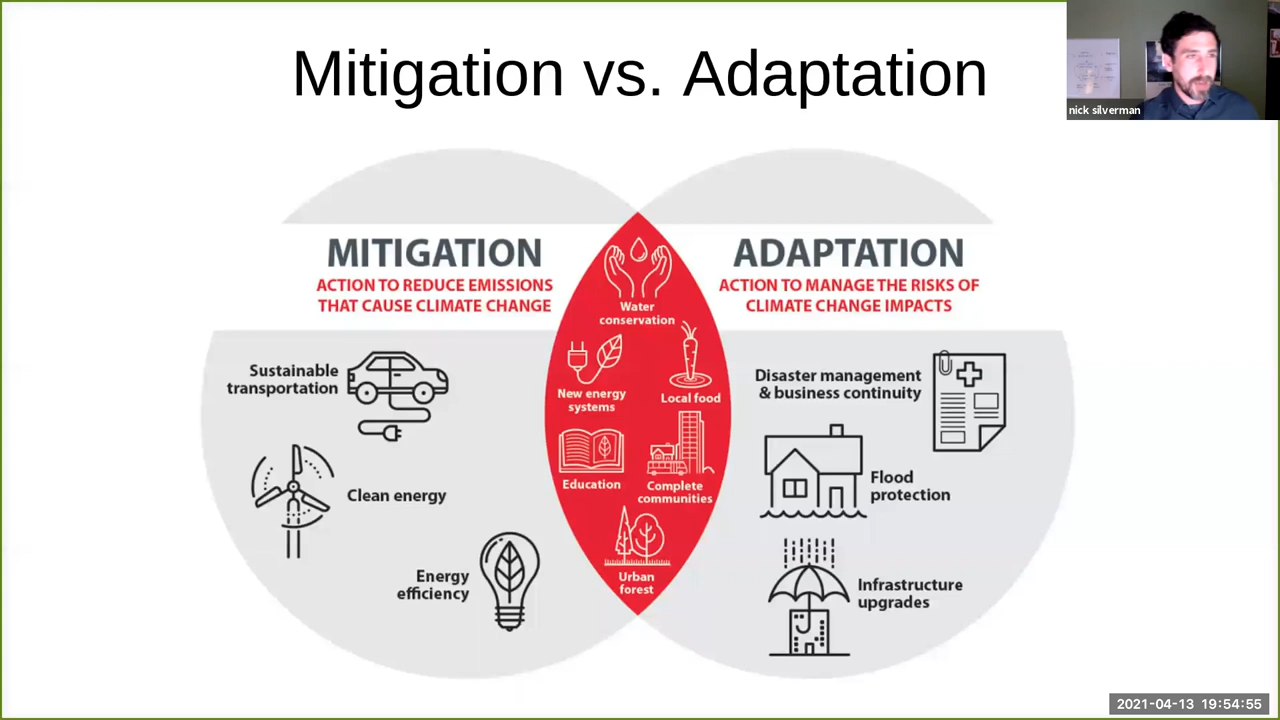 Mitigation vs. Adaptation
nick silverman
MITIGATION
ACTION TO REDUCE EMISSIONS
THAT CAUSE CLIMATE CHANGE
Sustainable
transportation
Clean energy
Energy
efficiency
Water
conservation
New energy
systems
Local food
Education
Complete
communities
Urban
forest
ADAPTATION
ACTION TO MANAGE THE RISKS OF
CLIMATE CHANGE IMPACTS
Disaster management
& business continuity
Flood
protection
Infrastructure
upgrades
2021-04-13 19:54:55